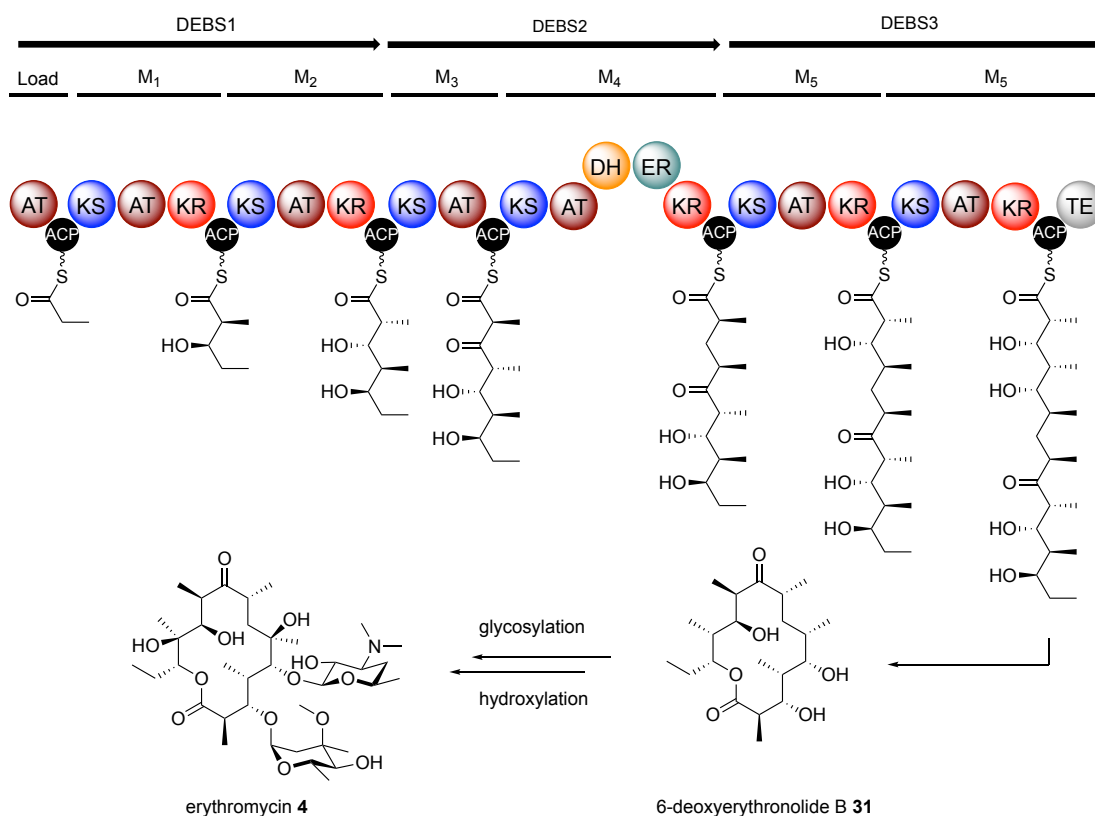 DEBS1 DEBS2 DEBS3
Load M1 M2 M3 M4 M5 M5
DH ER
AT KS AT KR KS AT KR KS AT KS AT KR KS AT KR KS AT KR TE
ACP ACP ACP ACP ACP ACP ACP
S S S S S S S
O O O O O O O
HO HO O HO HO
HO HO O HO
HO O
HO O
HO HO
HO HO O
HO
HO
HO
O O
OH
HO OH N glycosylation OH
HO
O O O OH
O O hydroxylation O
O O OH
O OH
erythromycin 4 6-deoxyerythronolide B 31